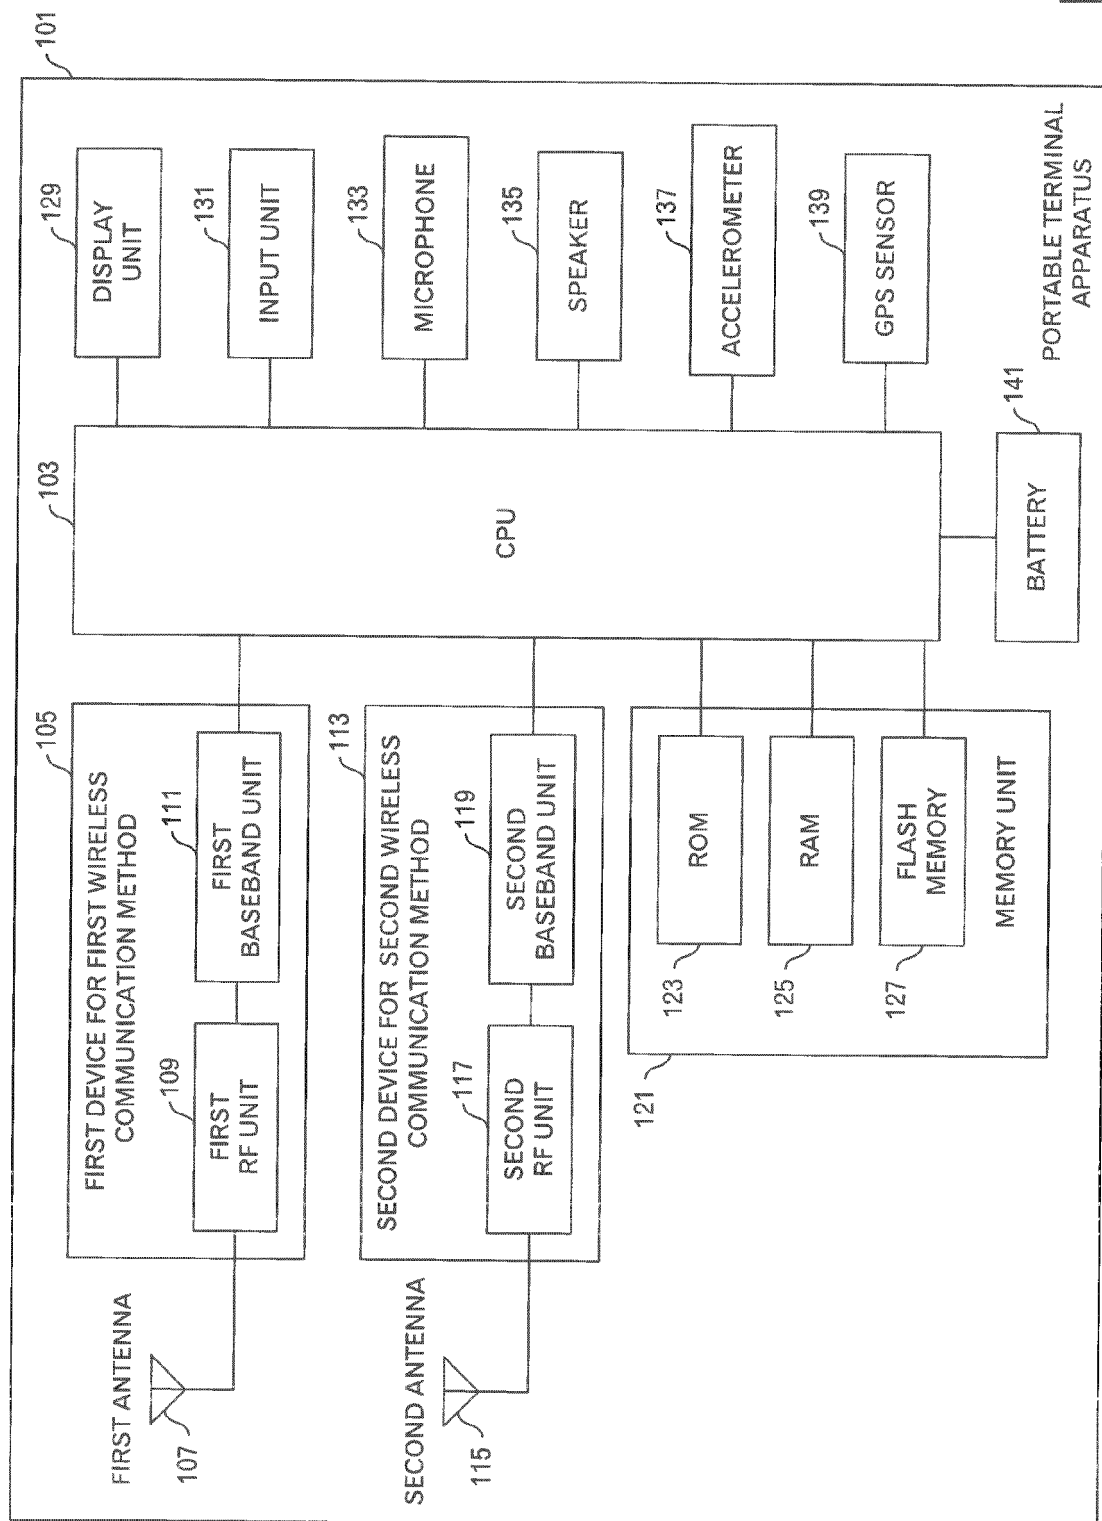 101
FIRST ANTENNA
107
FIRST DEVICE FOR FIRST WIRELESS
COMMUNICATION METHOD
105
109
FIRST
RF UNIT
111
FIRST
BASEBAND UNIT
SECOND ANTENNA
115
SECOND DEVICE FOR SECOND WIRELESS
COMMUNICATION METHOD
113
117
SECOND
RF UNIT
119
SECOND
BASEBAND UNIT
121
123
ROM
125
RAM
127
FLASH
MEMORY
MEMORY UNIT
103
CPU
129
DISPLAY
UNIT
131
INPUT UNIT
133
MICROPHONE
135
SPEAKER
137
ACCELEROMETER
139
GPS SENSOR
141
BATTERY
PORTABLE TERMINAL
APPARATUS